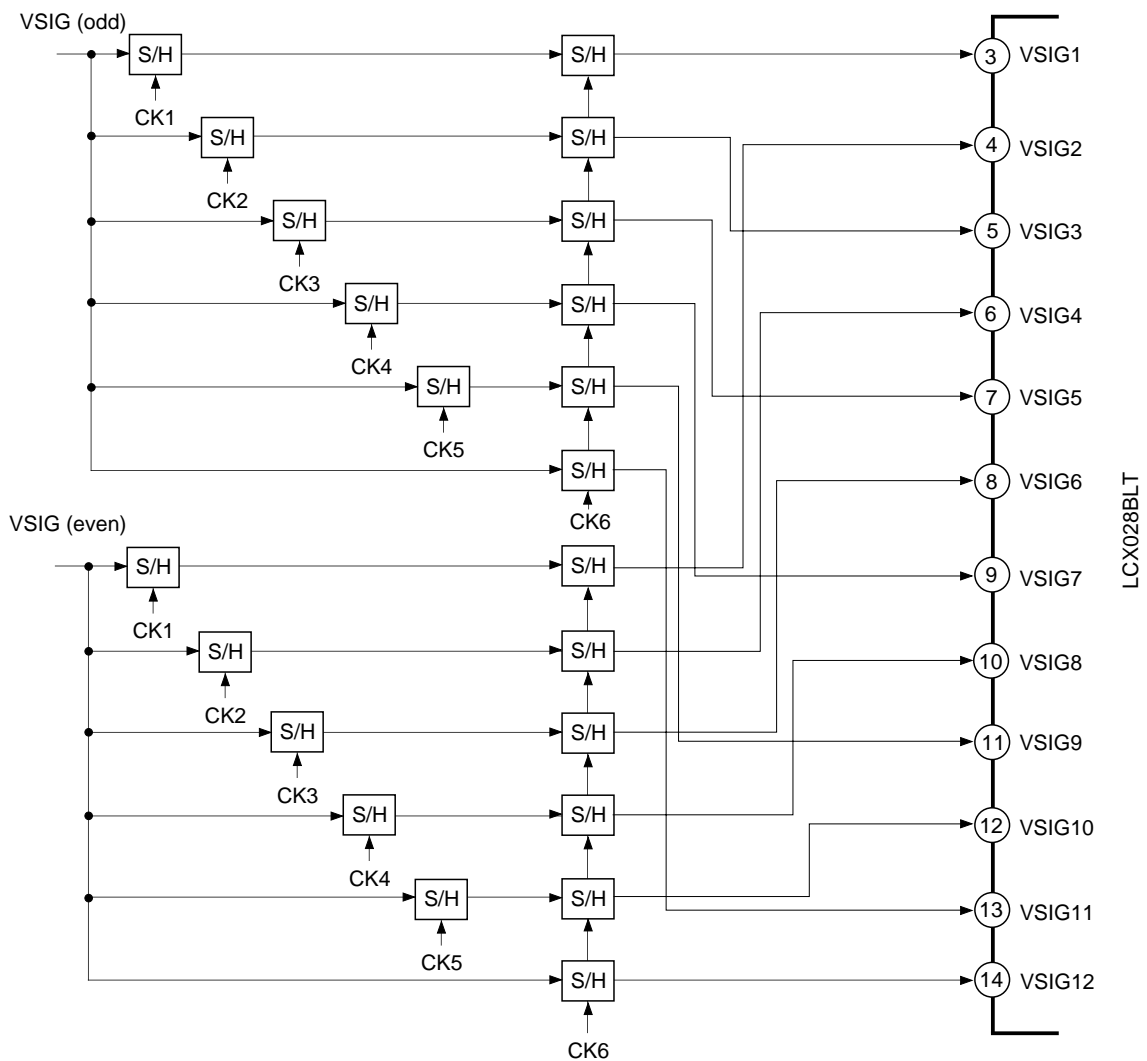 VSIG (odd)
S/H S/H 3 VSIG1
CK1
S/H S/H 4 VSIG2
CK2
S/H S/H 5 VSIG3
CK3
S/H S/H 6 VSIG4
CK4
S/H S/H 7 VSIG5
CK5
S/H 8 VSIG6
CK6
VSIG (even)
S/H S/H 9 VSIG7
CK1
S/H S/H 10 VSIG8
CK2
S/H S/H 11 VSIG9
CK3
S/H S/H 12 VSIG10
CK4
S/H S/H 13 VSIG11
CK5
S/H 14 VSIG12
CK6
LCX028BLT